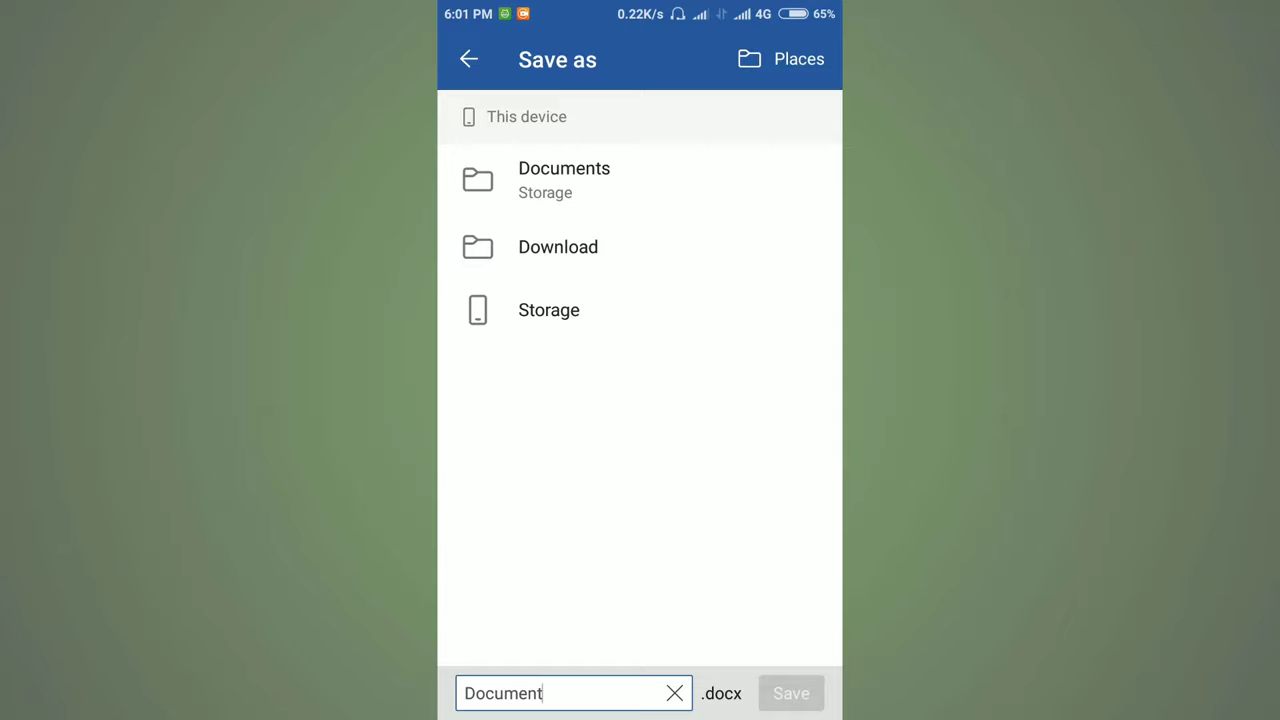 6:01 PM 0.22K/s 4G 65%
Save as Places
This device
Documents
Storage
Download
Storage
Document .docx Save